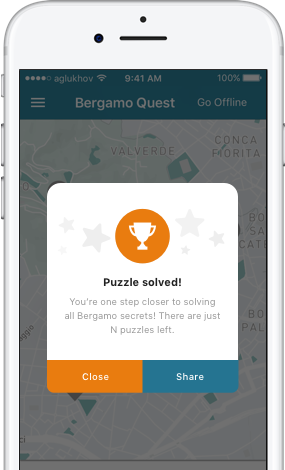 aglukhov 9:41 AM 100%
Bergamo Quest Go Offline
CONCA
FIORITA
VALVERDE
Puzzle solved!
You're one step closer to solving
all Bergamo secrets! There are just
N puzzles left.
Close Share